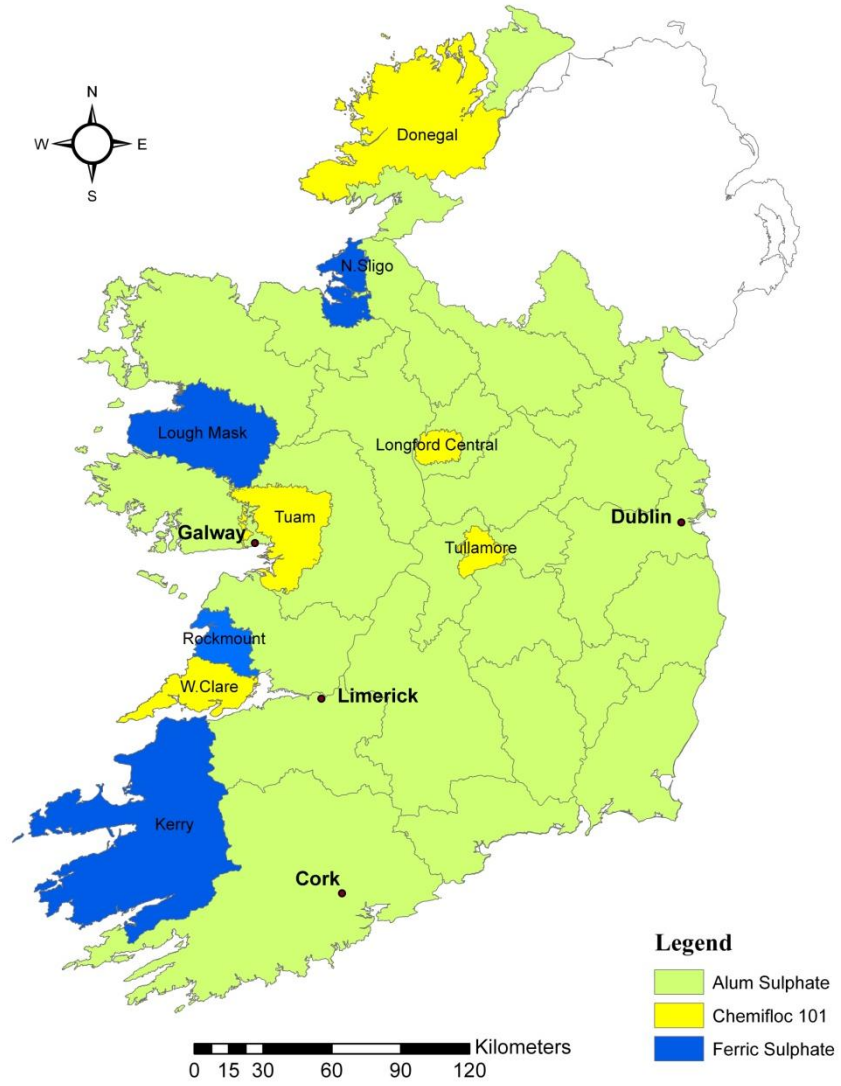 N
W E
S
Donegal
N.Sligo
Lough Mask
Longford Central
Tuam
Galway
Dublin
Tullamore
Rockmount
W.Clare
Limerick
Kerry
Cork
Legend
Alum Sulphate
Chemifloc 101
Ferric Sulphate
Kilometers
0 15 30 60 90 120